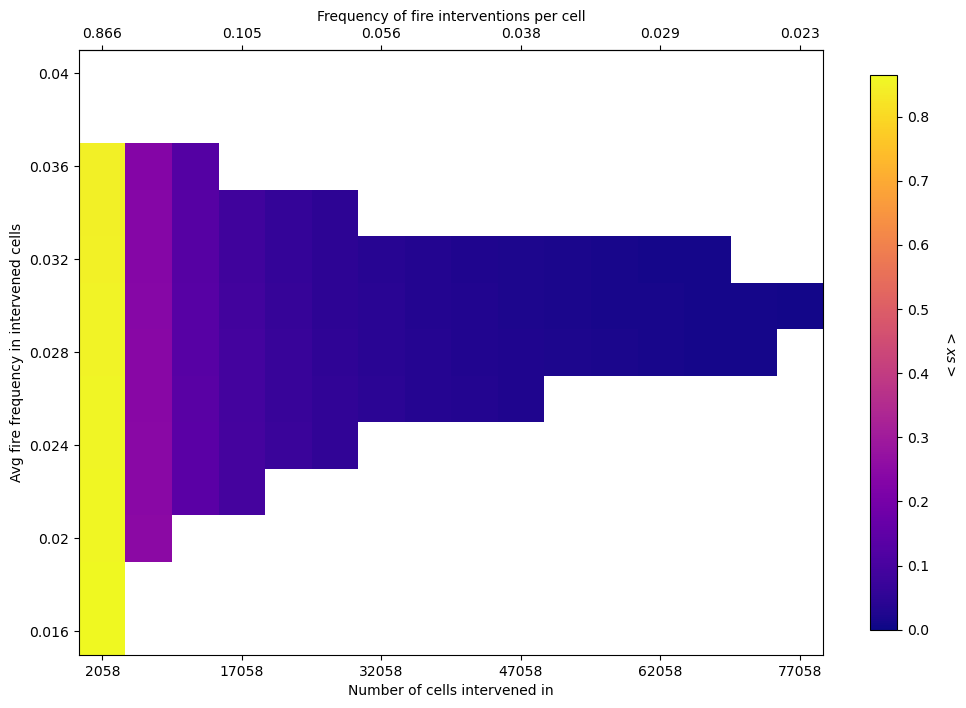 Frequency of fire interventions per cell
0.866 0.105 0.056 0.038 0.029 0.023
0.04
0.036
0.032
0.028
0.024
0.02
0.016
Avg fire frequency in intervened cells
2058 17058 32058 47058 62058 77058
Number of cells intervened in
0.8
0.7
0.6
0.5
0.4
0.3
0.2
0.1
0.0
< sx >